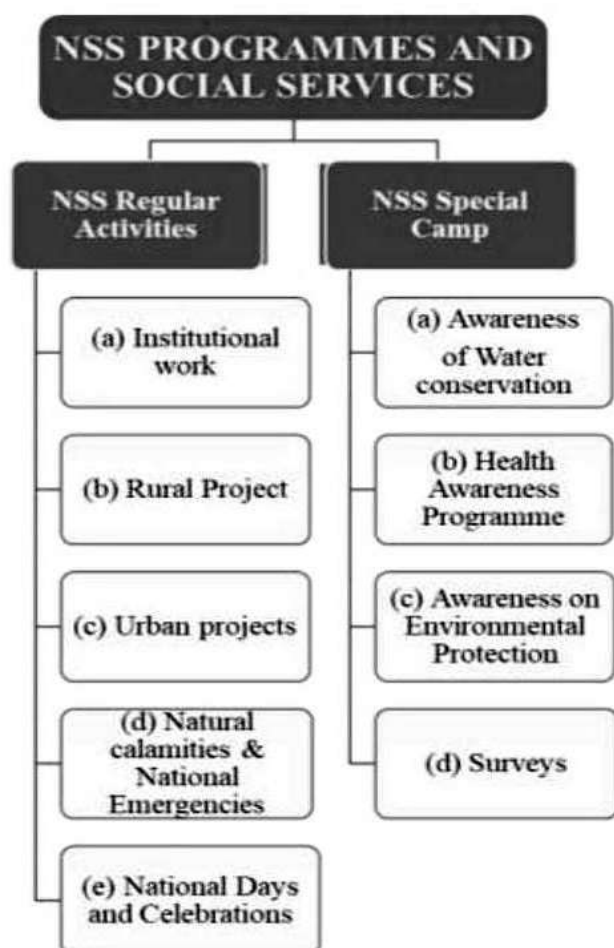 NSS PROGRAMMES AND
SOCIAL SERVICES
NSS Regular
Activities
(a) Institutional
work
(b) Rural Project
(c) Urban projects
(d) Natural
calamities &
National
Emergencies
(e) National Days
and Celebrations
NSS Special
Camp
(a) Awareness
of Water
conservation
(b) Health
Awareness
Programme
(c) Awareness on
Environmental
Protection
(d) Surveys